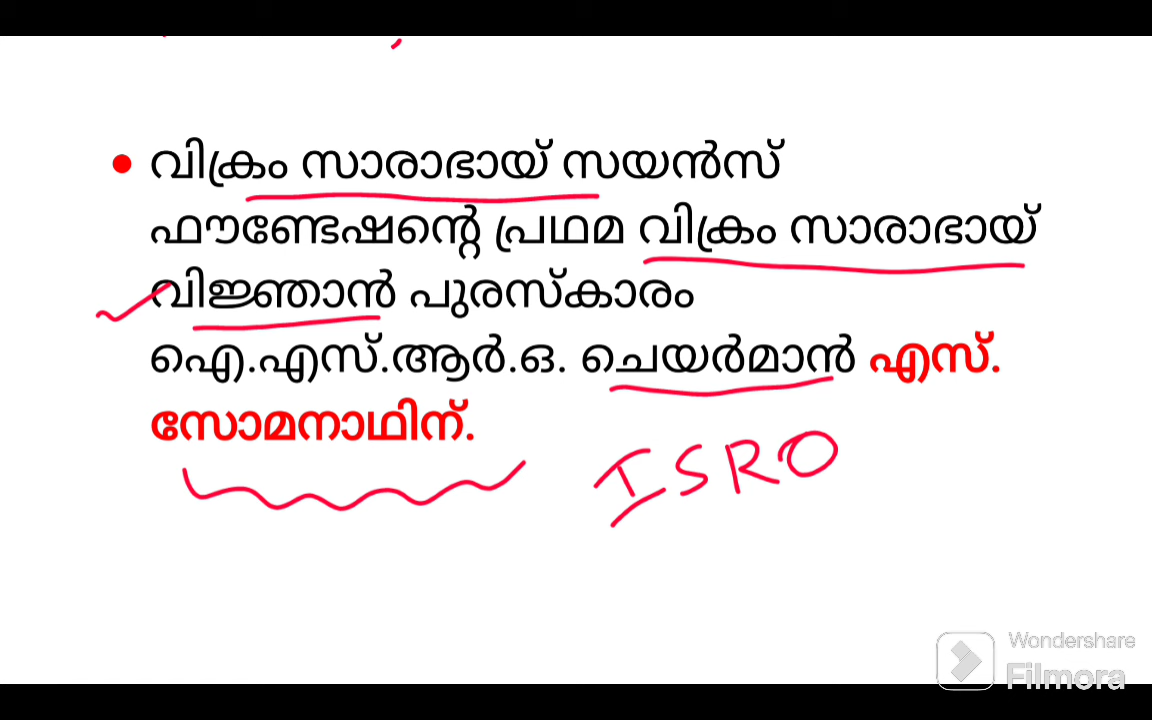 • വിക്രം സാരാഭായ് സയൻസ്
ഫൗണ്ടേഷന്റെ പ്രഥമ വിക്രം സാരാഭായ്
വിജ്ഞാൻ പുരസ്കാരം
ഐ.എസ്.ആർ.ഒ. ചെയർമാൻ എസ്.
സോമനാഥിന്.
ISRO
Wondershare
Filmora